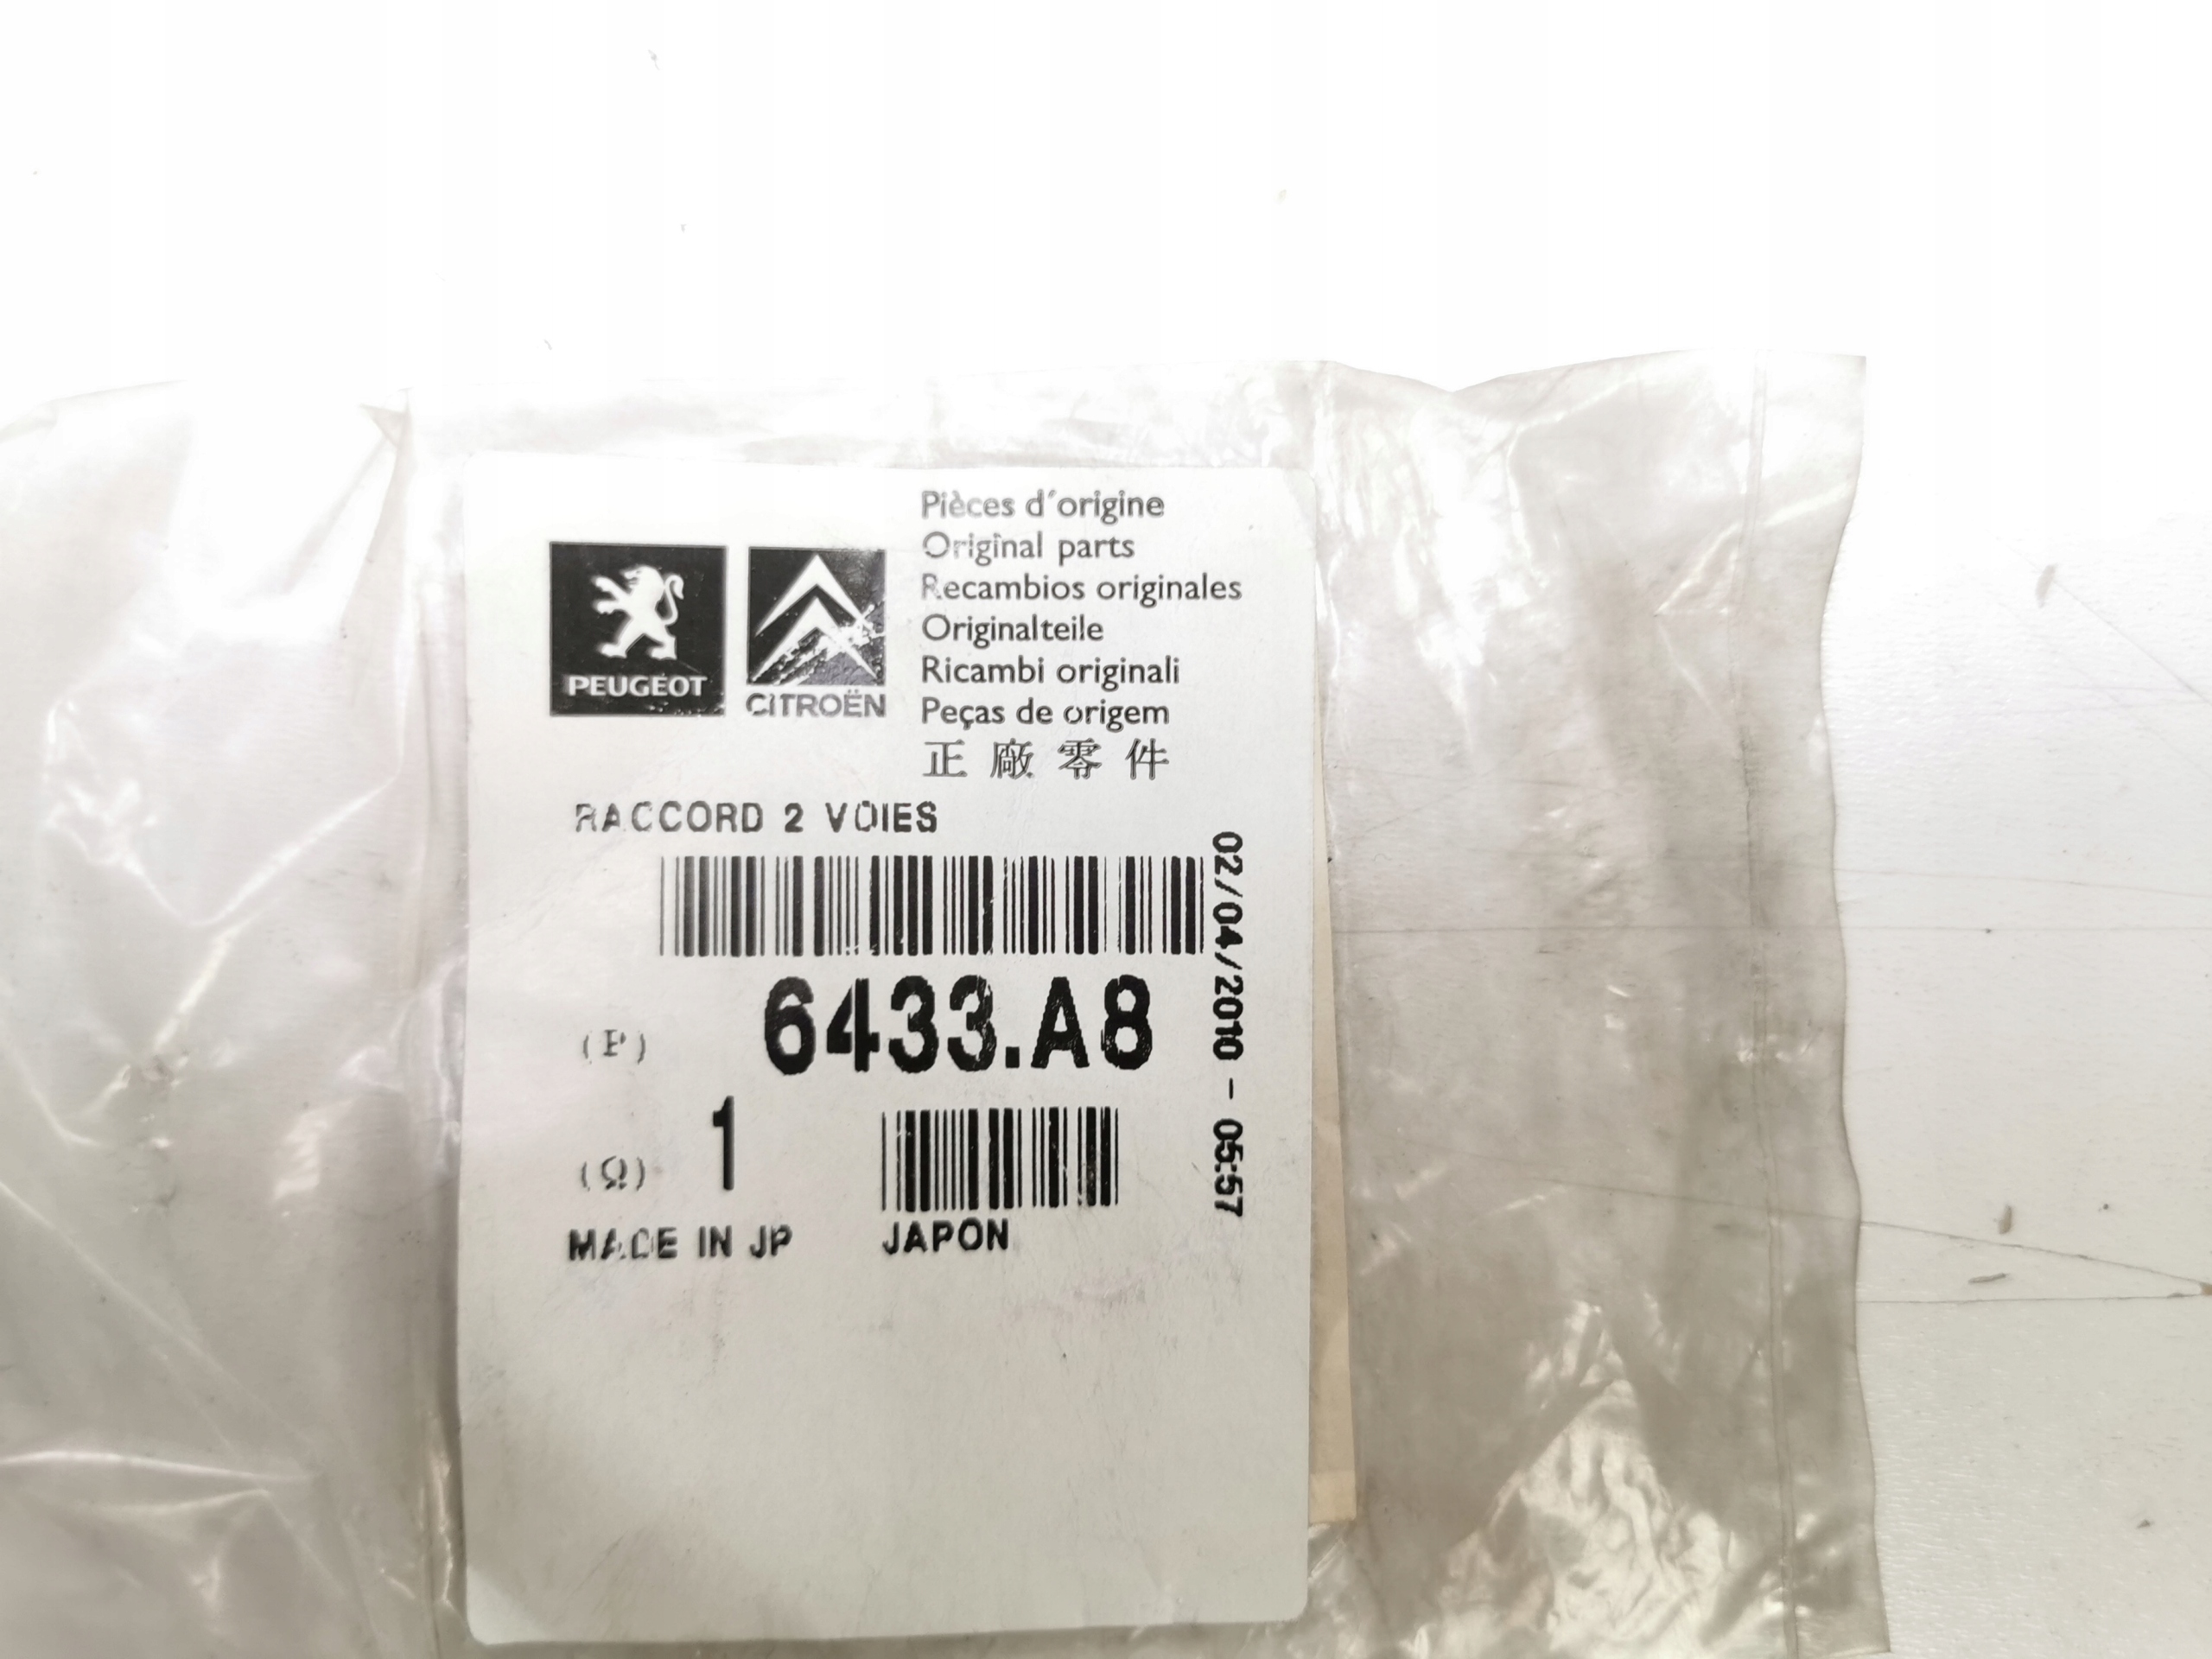 Pièces d'origine
Original parts
Recambios originales
Originalteile
Ricambi originali
Peças de origem
正廠零件
PEUGEOT
CITROËN
RACCORD 2 VOIES
02/04/2010 - 05:57
6433.A8
(P)
1
(Q)
MADE IN JP
JAPON